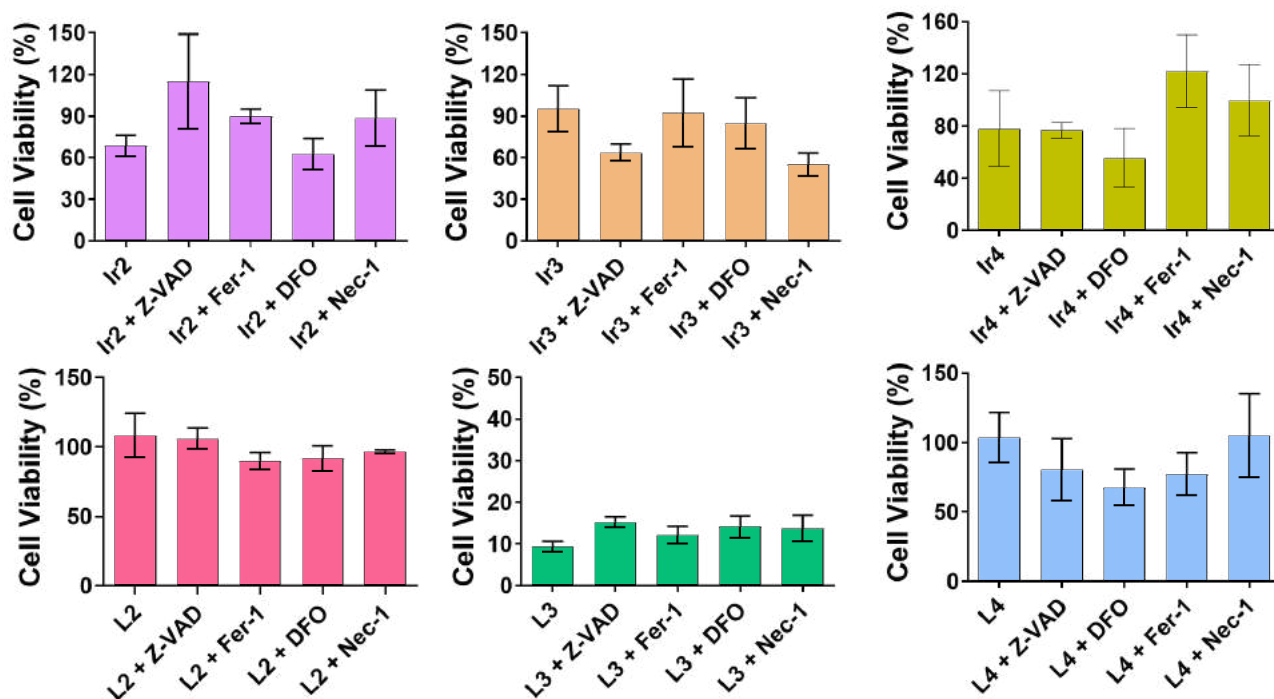 Cell Viability (%)
150
120
90
60
30
0
Ir2
Ir2 + Z-VAD
Ir2 + Fer-1
Ir2 + DFO
Ir2 + Nec-1
Cell Viability (%)
150
120
90
60
30
0
Ir3
Ir3 + Z-VAD
Ir3 + Fer-1
Ir3 + DFO
Ir3 + Nec-1
Cell Viability (%)
160
120
80
40
0
Ir4
Ir4 + Z-VAD
Ir4 + DFO
Ir4 + Fer-1
Ir4 + Nec-1
Cell Viability (%)
150
100
50
0
L2
L2 + Z-VAD
L2 + Fer-1
L2 + DFO
L2 + Nec-1
Cell Viability (%)
50
40
30
20
10
0
L3
L3 + Z-VAD
L3 + Fer-1
L3 + DFO
L3 + Nec-1
Cell Viability (%)
150
100
50
0
L4
L4 + Z-VAD
L4 + DFO
L4 + Fer-1
L4 + Nec-1